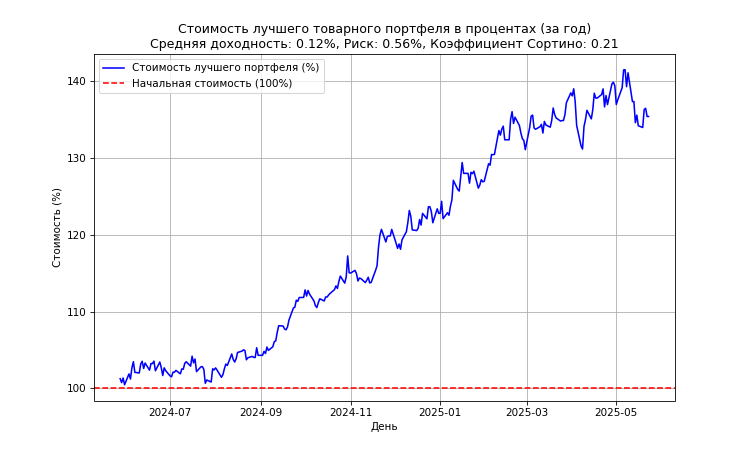 Стоимость лучшего товарного портфеля в процентах (за год)
Средняя доходность: 0.12%, Риск: 0.56%, Коэффициент Сортино: 0.21
Стоимость лучшего портфеля (%)
Начальная стоимость (100%)
Стоимость (%)
140
130
120
110
100
2024-07 2024-09 2024-11 2025-01 2025-03 2025-05
День